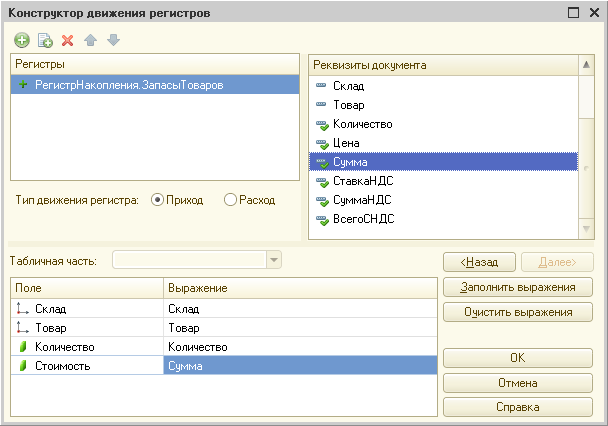 Конструктор движения регистров
Регистры
РегистрНакопления.ЗапасыТоваров
Тип движения регистра:
Приход
Расход
Реквизиты документа
Склад
Товар
Количество
Цена
Сумма
СтавкаНДС
СуммаНДС
ВсегоСНДС
Табличная часть:
<Назад
Далее>
Поле
Выражение
Склад
Склад
Товар
Товар
Количество
Количество
Стоимость
Сумма
Заполнить выражения
Очистить выражения
OK
Отмена
Справка